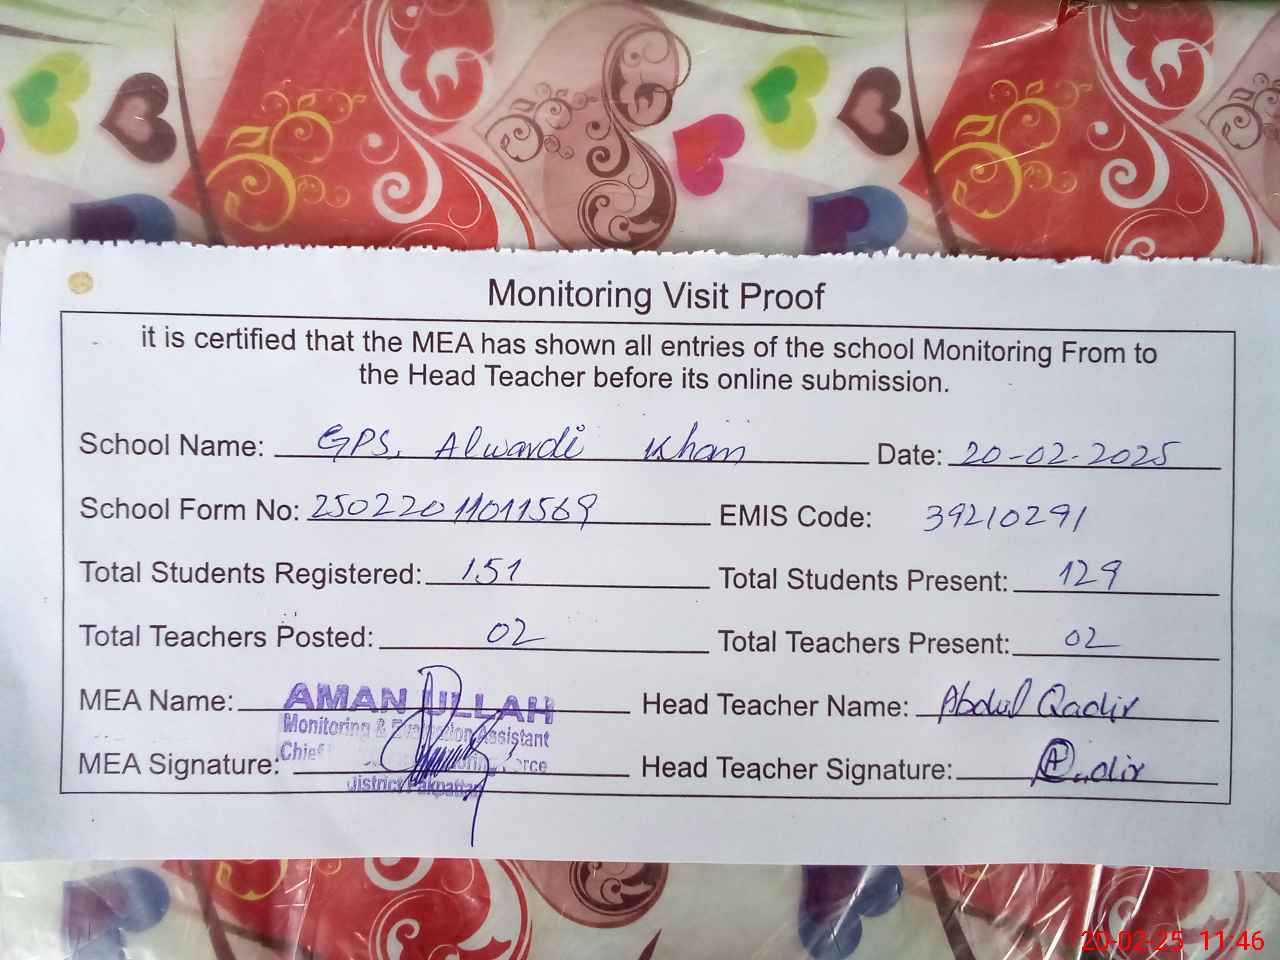 Monitoring Visit Proof
it is certified that the MEA has shown all entries of the school Monitoring From to
the Head Teacher before its online submission.
School Name: GPS, Alwardi Khan Date: 20-02-2025
School Form No: 25022011011569 EMIS Code: 39210291
Total Students Registered: 151 Total Students Present: 129
Total Teachers Posted: 02 Total Teachers Present: 02
MEA Name: AMAN ULLAH Head Teacher Name: Abdul Qadir
Monitoring & Evaluation Assistant
Chief
MEA Signature: Head Teacher Signature: Qadir
District Pakpattan
20-02-25 11:46